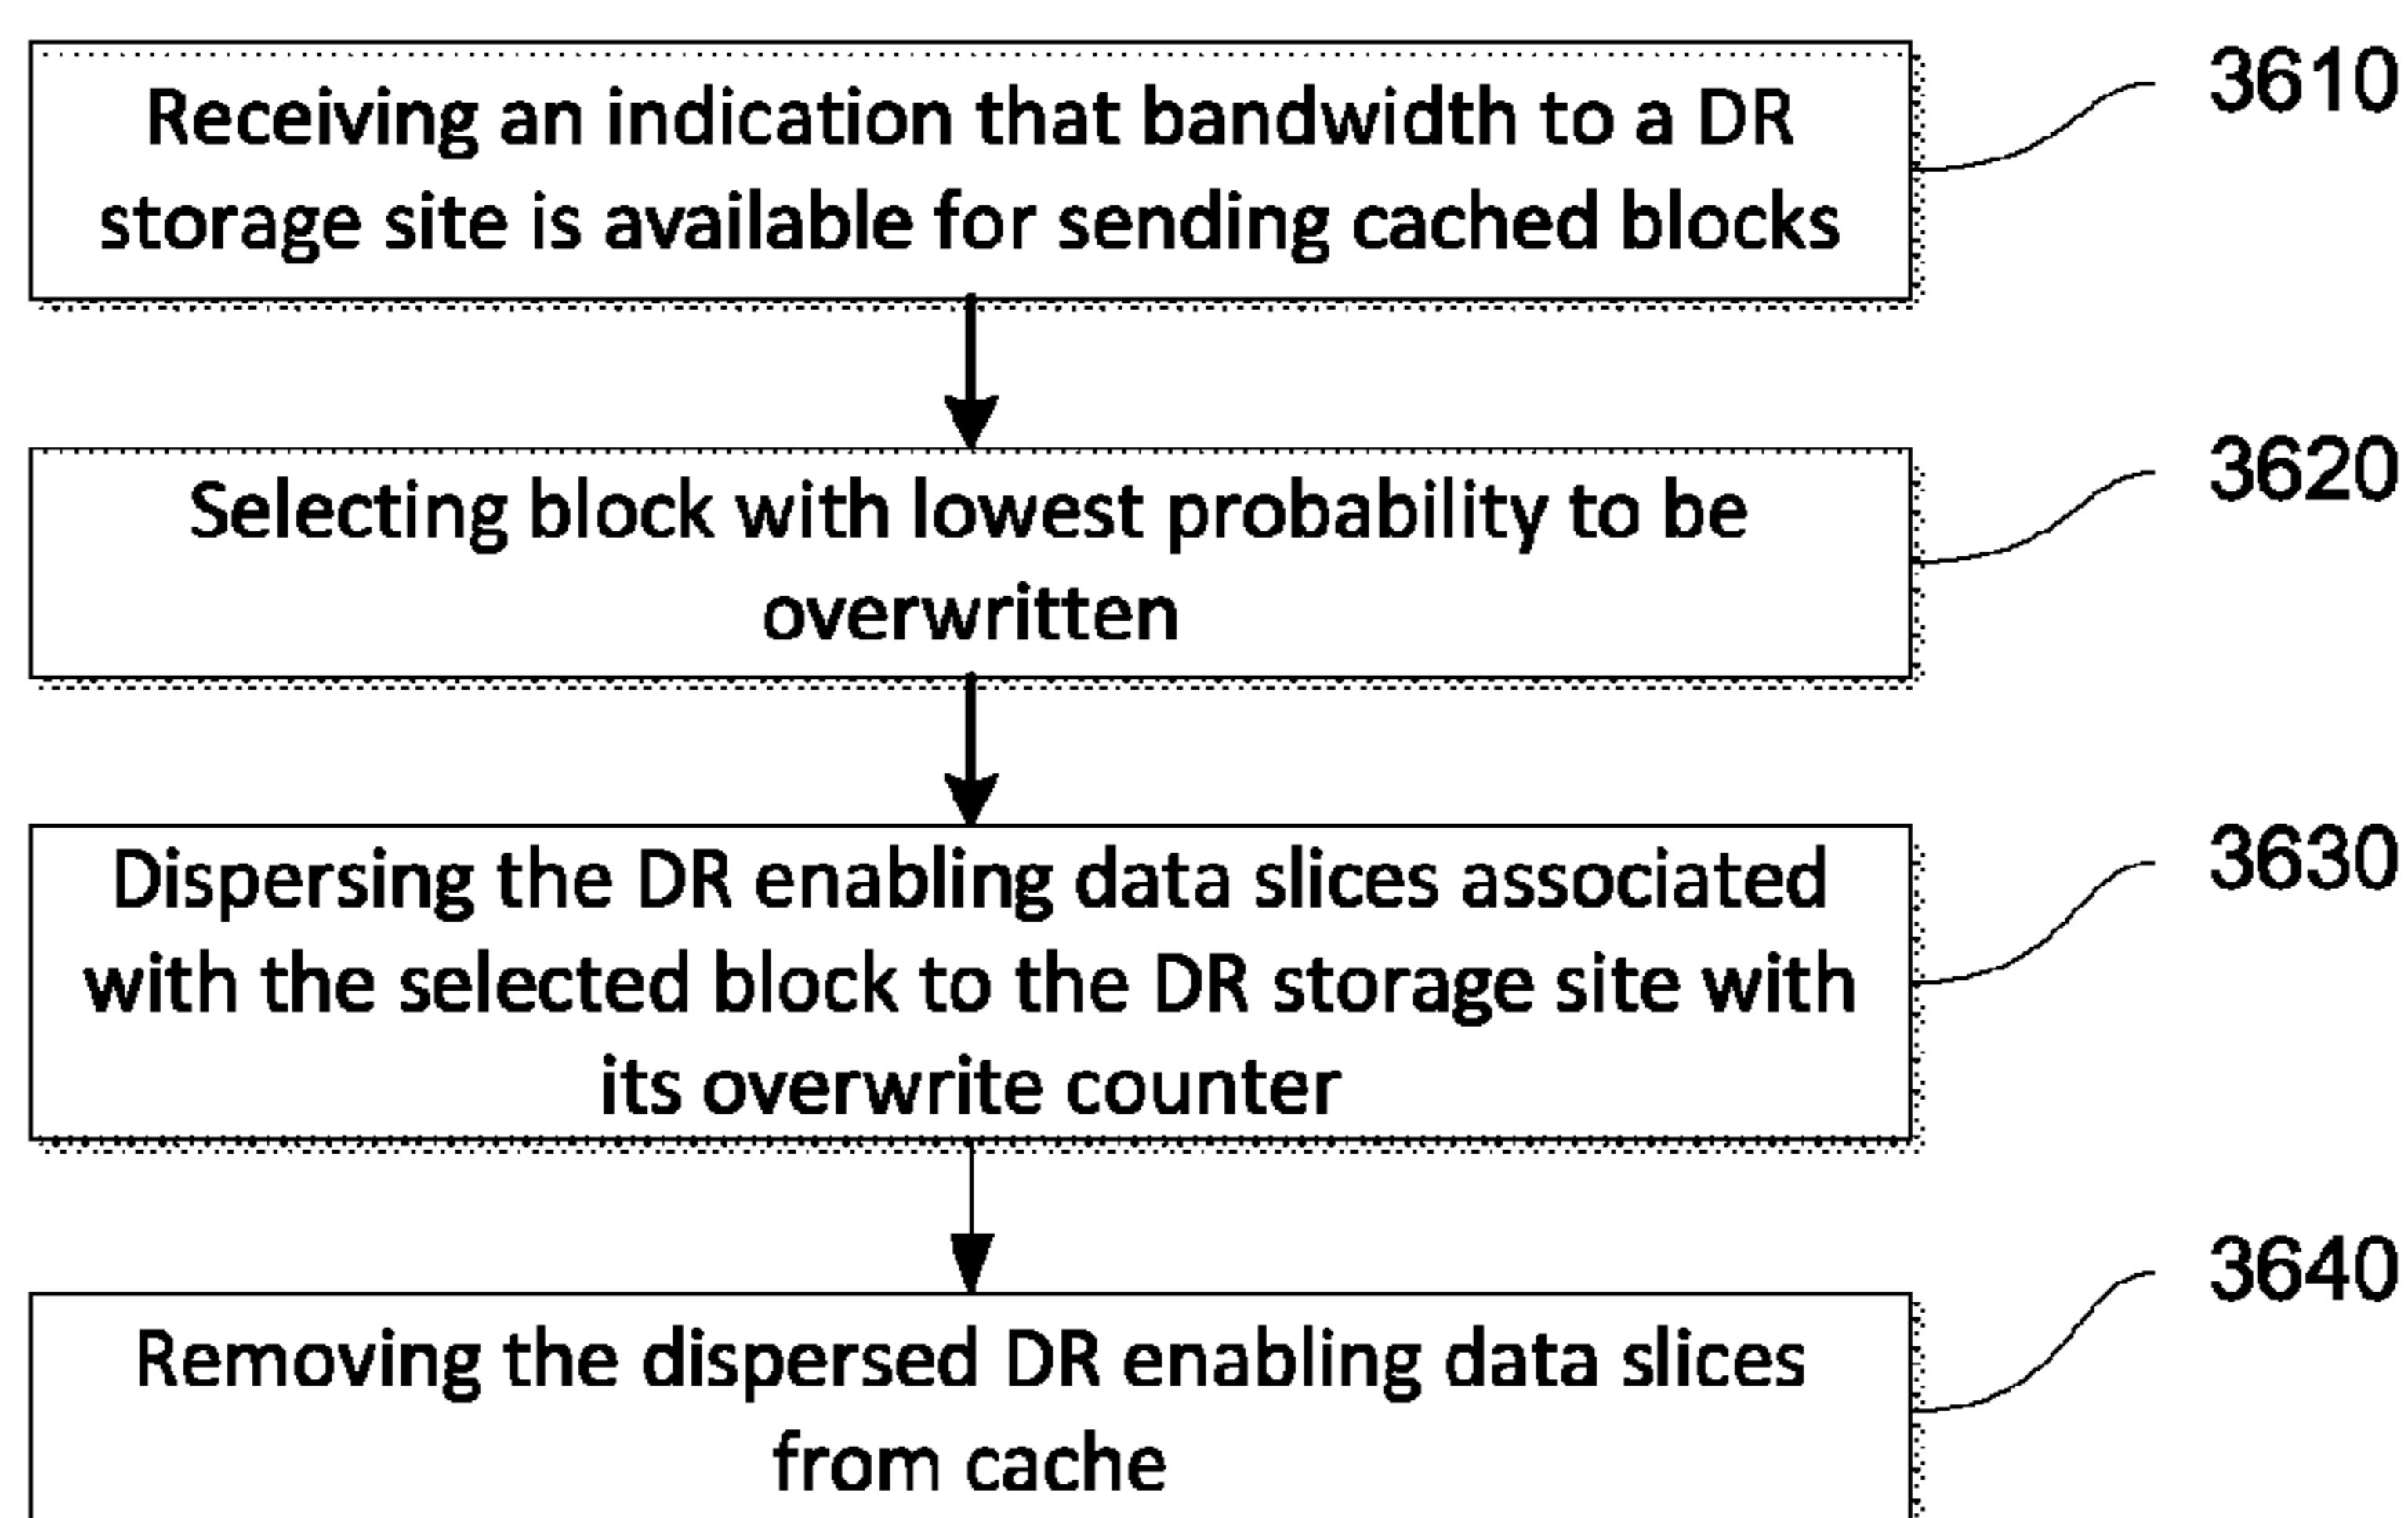 Receiving an indication that bandwidth to a DR
storage site is available for sending cached blocks
3610
Selecting block with lowest probability to be
overwritten
3620
Dispersing the DR enabling data slices associated
with the selected block to the DR storage site with
its overwrite counter
3630
Removing the dispersed DR enabling data slices
from cache
3640